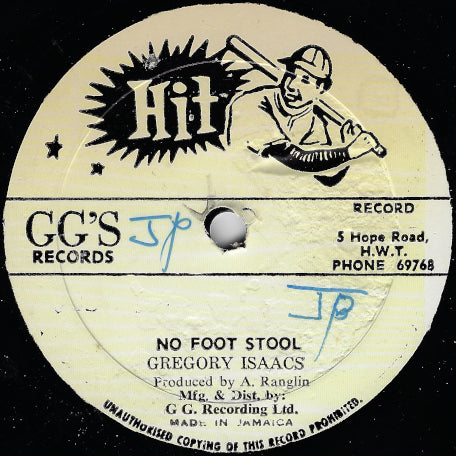 Hit
GG'S
RECORDS
JP
RECORD
5 Hope Road,
H.W.T.
PHONE 69768
JP
NO FOOT STOOL
GREGORY ISAACS
Produced by A. Ranglin
Mfg. & Dist. by:
G G. Recording Ltd.
MADE IN JAMAICA
UNAUTHORISED COPYING OF THIS RECORD PROHIBITED.